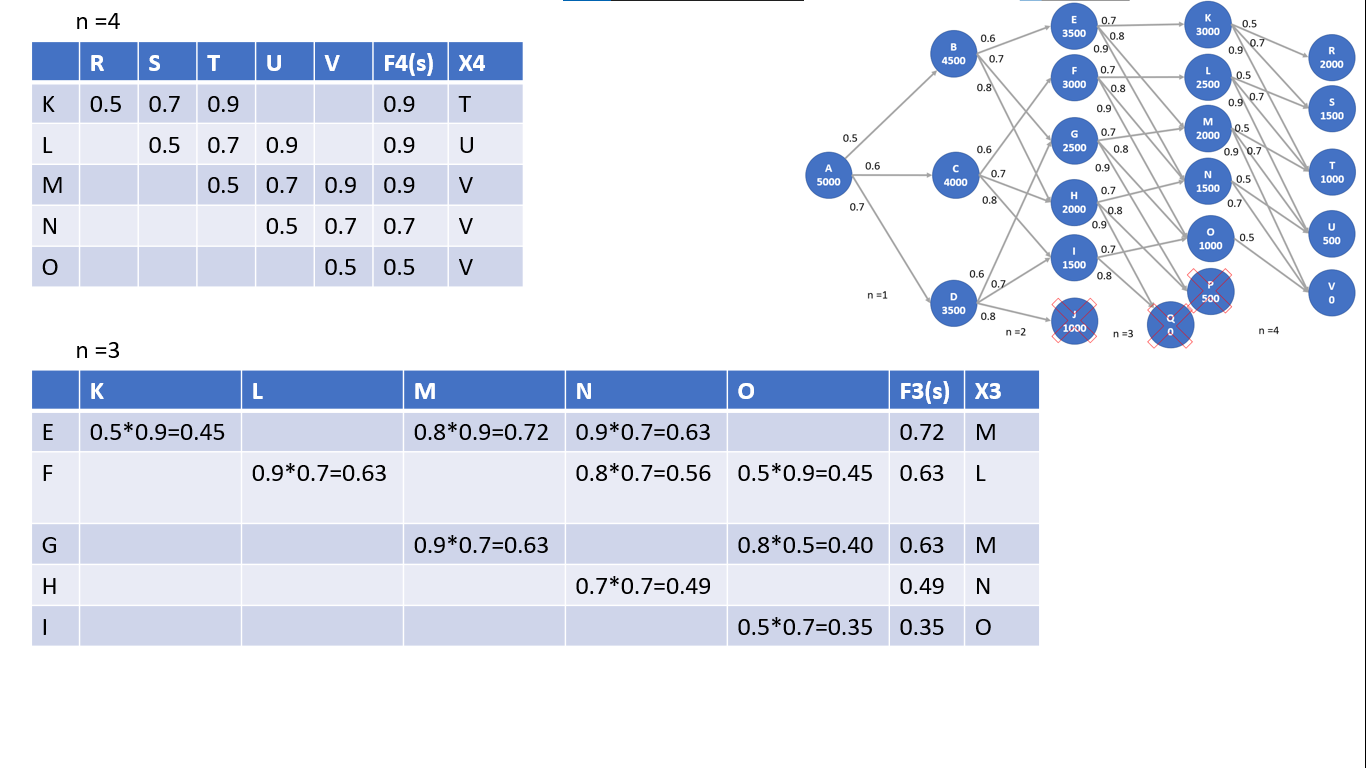 n =4
R S T U V F4(s) X4
K 0.5 0.7 0.9 0.9 T
L 0.5 0.7 0.9 0.9 U
M 0.5 0.7 0.9 0.9 V
N 0.5 0.7 0.7 V
O 0.5 0.5 V
n =3
K L M N O F3(s) X3
E 0.5*0.9=0.45 0.8*0.9=0.72 0.9*0.7=0.63 0.72 M
F 0.9*0.7=0.63 0.8*0.7=0.56 0.5*0.9=0.45 0.63 L
G 0.9*0.7=0.63 0.8*0.5=0.40 0.63 M
H 0.7*0.7=0.49 0.49 N
I 0.5*0.7=0.35 0.35 O
A
5000
0.5
0.6
0.7
n =1
B
4500
0.6
0.7
0.8
C
4000
0.6
0.7
0.8
D
3500
0.6
0.7
0.8
n =2
E
3500
0.7
0.8
0.9
F
3000
0.7
0.8
0.9
G
2500
0.7
0.8
0.9
H
2000
0.7
0.8
0.9
I
1500
0.7
0.8
J
1000
n =3
K
3000
0.5
0.7
0.9
L
2500
0.5
0.7
0.9
M
2000
0.5
0.7
0.9
N
1500
0.5
0.7
O
1000
0.5
P
500
Q
0
n =4
R
2000
S
1500
T
1000
U
500
V
0